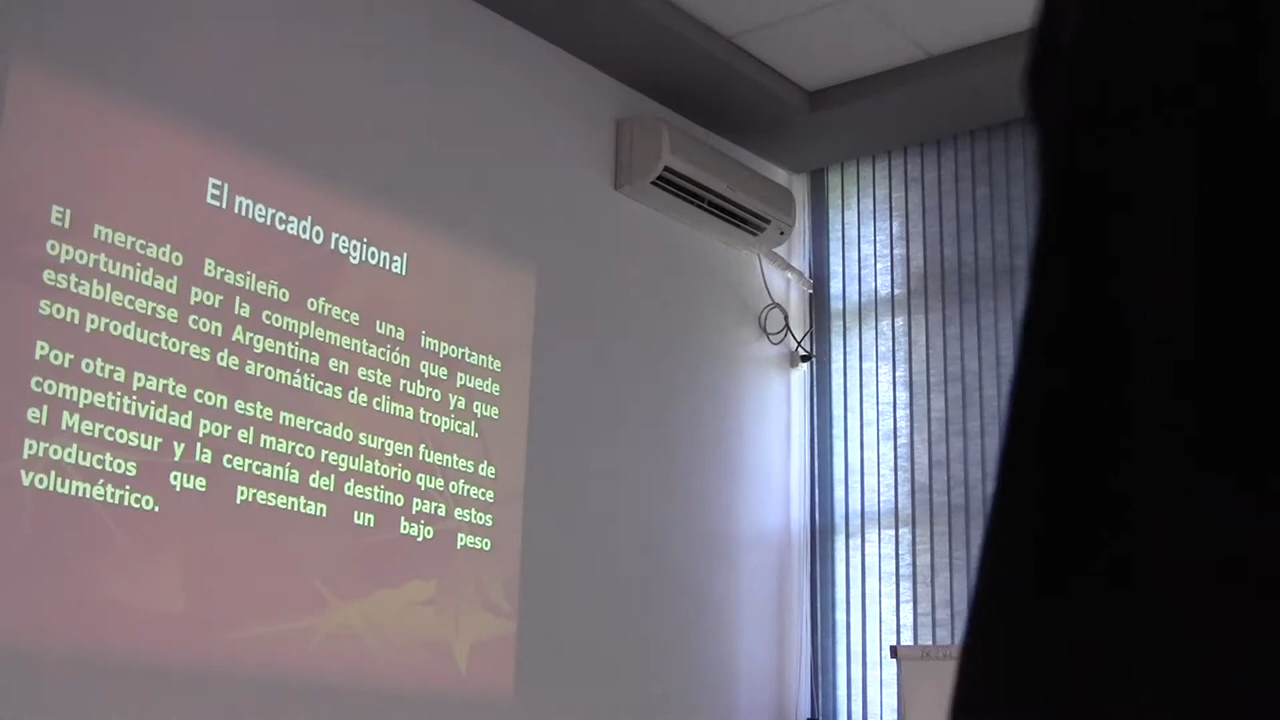 El mercado regional
El mercado Brasileño ofrece una importante
oportunidad por la complementación que puede
establecerse con Argentina en este rubro ya que
son productores de aromáticas de clima tropical.
Por otra parte con este mercado surgen fuentes de
competitividad por el marco regulatorio que ofrece
el Mercosur y la cercanía del destino para estos
productos que presentan un bajo peso
volumétrico.